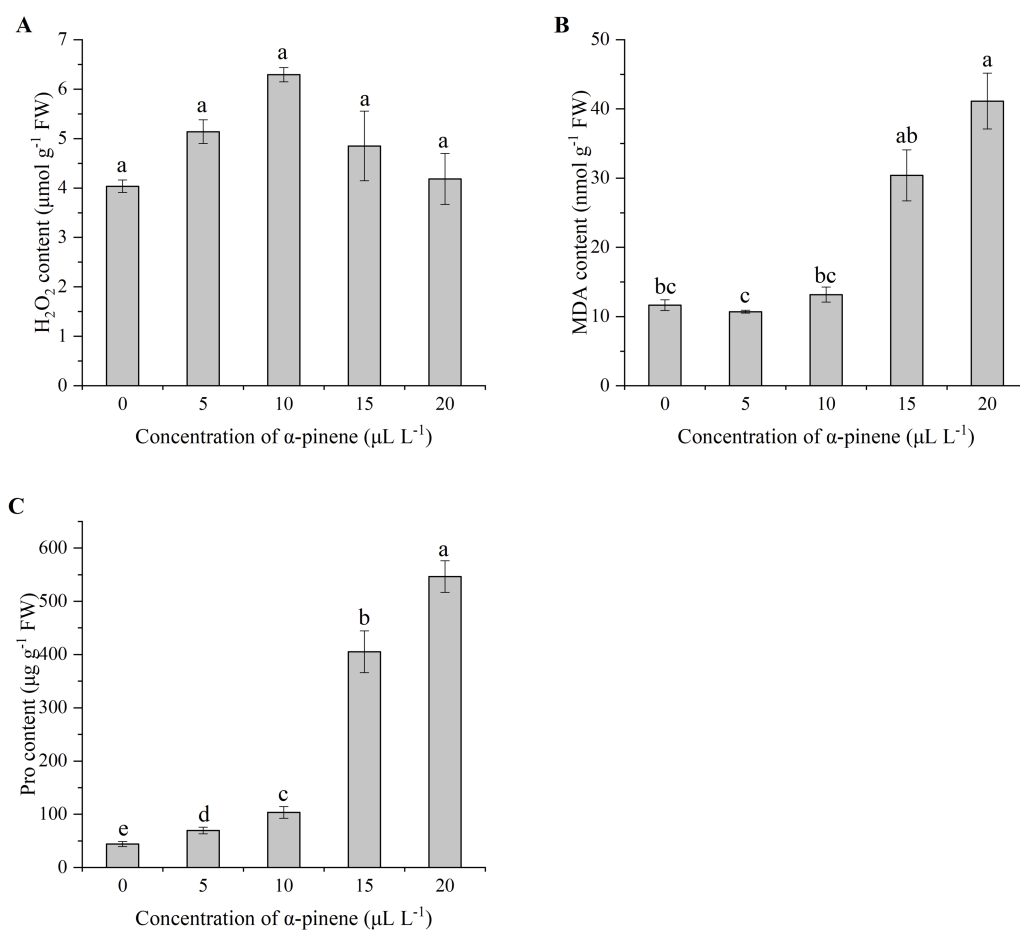 A
H₂O₂ content (μmol g⁻¹ FW)
7
6
5
4
3
2
1
0
a
a
a
a
a
0 5 10 15 20
Concentration of α-pinene (μL L⁻¹)
B
MDA content (nmol g⁻¹ FW)
50
40
30
20
10
0
bc
c
bc
ab
a
0 5 10 15 20
Concentration of α-pinene (μL L⁻¹)
C
Pro content (μg g⁻¹ FW)
600
500
400
300
200
100
0
e
d
c
b
a
0 5 10 15 20
Concentration of α-pinene (μL L⁻¹)